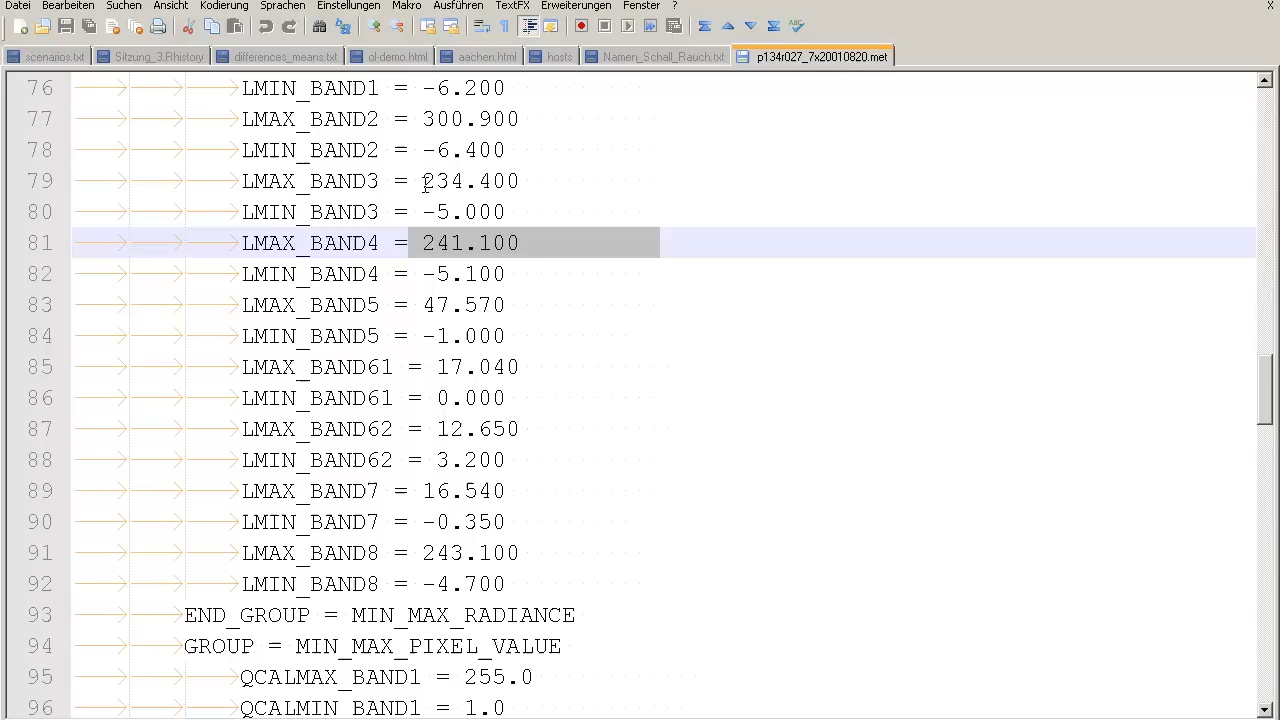 Datei Bearbeiten Suchen Ansicht Kodierung Sprachen Einstellungen Makro Ausführen TextFX Erweiterungen Fenster ? X
scenarios.txt Sitzung_3.Rhistory differences_means.txt ol-demo.html aachen.html hosts Namen_Schall_Rauch.txt p134r027_7x20010820.met
76 LMIN_BAND1 = -6.200
77 LMAX_BAND2 = 300.900
78 LMIN_BAND2 = -6.400
79 LMAX_BAND3 = 234.400
80 LMIN_BAND3 = -5.000
81 LMAX_BAND4 = 241.100
82 LMIN_BAND4 = -5.100
83 LMAX_BAND5 = 47.570
84 LMIN_BAND5 = -1.000
85 LMAX_BAND61 = 17.040
86 LMIN_BAND61 = 0.000
87 LMAX_BAND62 = 12.650
88 LMIN_BAND62 = 3.200
89 LMAX_BAND7 = 16.540
90 LMIN_BAND7 = -0.350
91 LMAX_BAND8 = 243.100
92 LMIN_BAND8 = -4.700
93 END_GROUP = MIN_MAX_RADIANCE
94 GROUP = MIN_MAX_PIXEL_VALUE
95 QCALMAX_BAND1 = 255.0
96 QCALMIN_BAND1 = 1.0